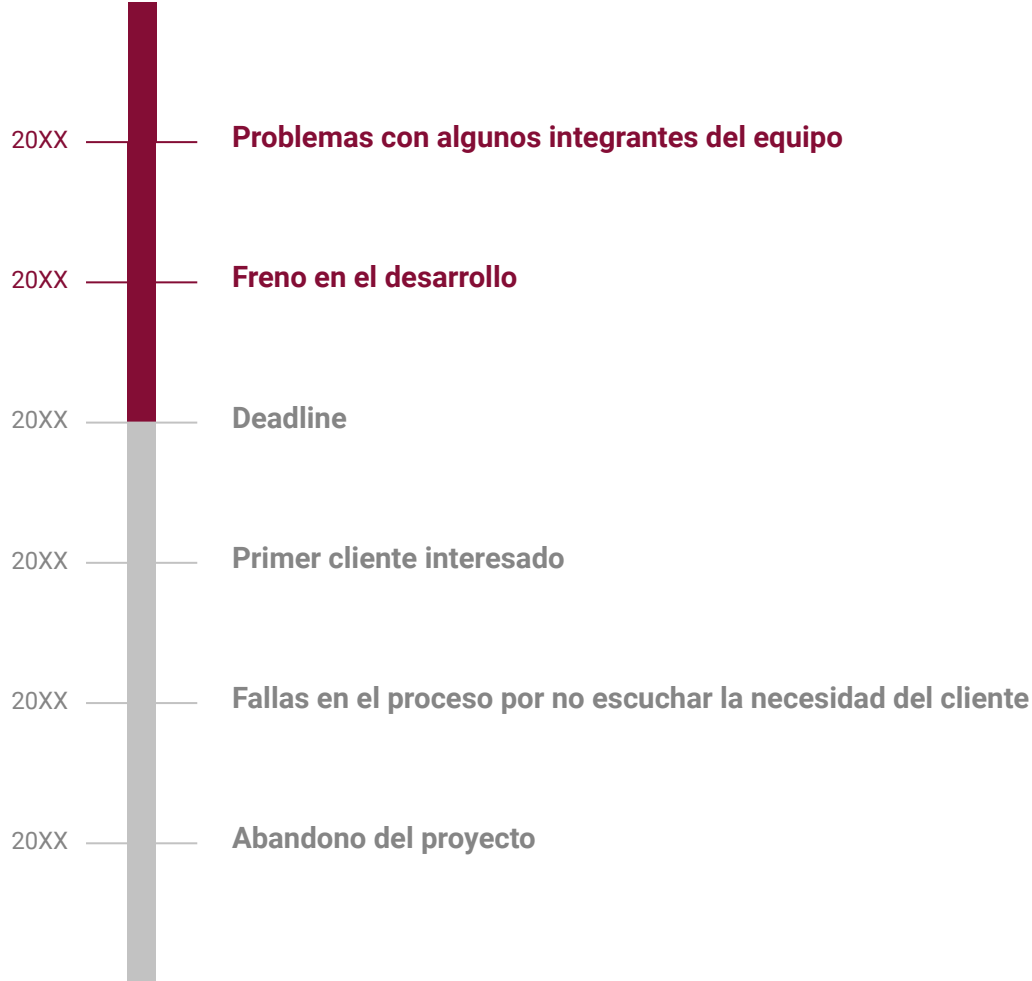 20XX Problemas con algunos integrantes del equipo
20XX Freno en el desarrollo
20XX Deadline
20XX Primer cliente interesado
20XX Fallas en el proceso por no escuchar la necesidad del cliente
20XX Abandono del proyecto